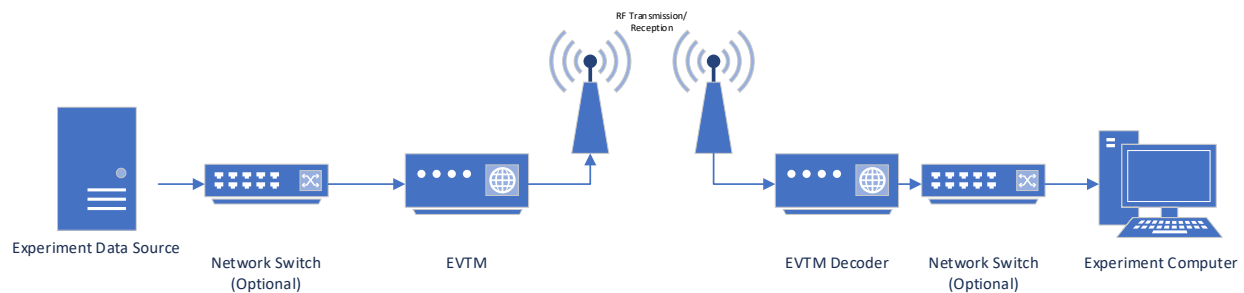 RF Transmission/
Reception
Experiment Data Source
Network Switch
(Optional)
EVTM
EVTM Decoder
Network Switch
(Optional)
Experiment Computer